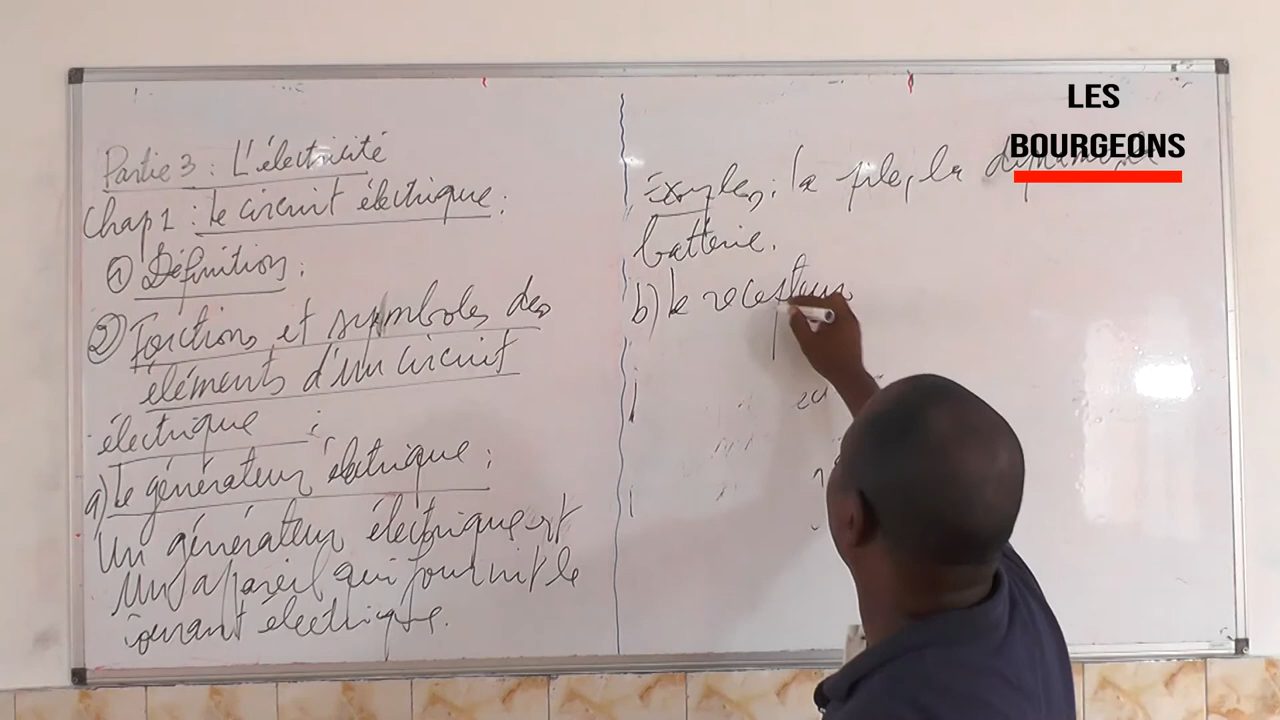 Partie 3 : L'électricité
Chap 1 : Le circuit électrique :
① Définition :
② Fonctions et symboles des
éléments d'un circuit
électrique :
a) Le générateur électrique :
Un générateur électrique est
un appareil qui fournit le
courant électrique.
LES
BOURGEONS
Exemples : la pile, la
batterie.
b) Le recepteur